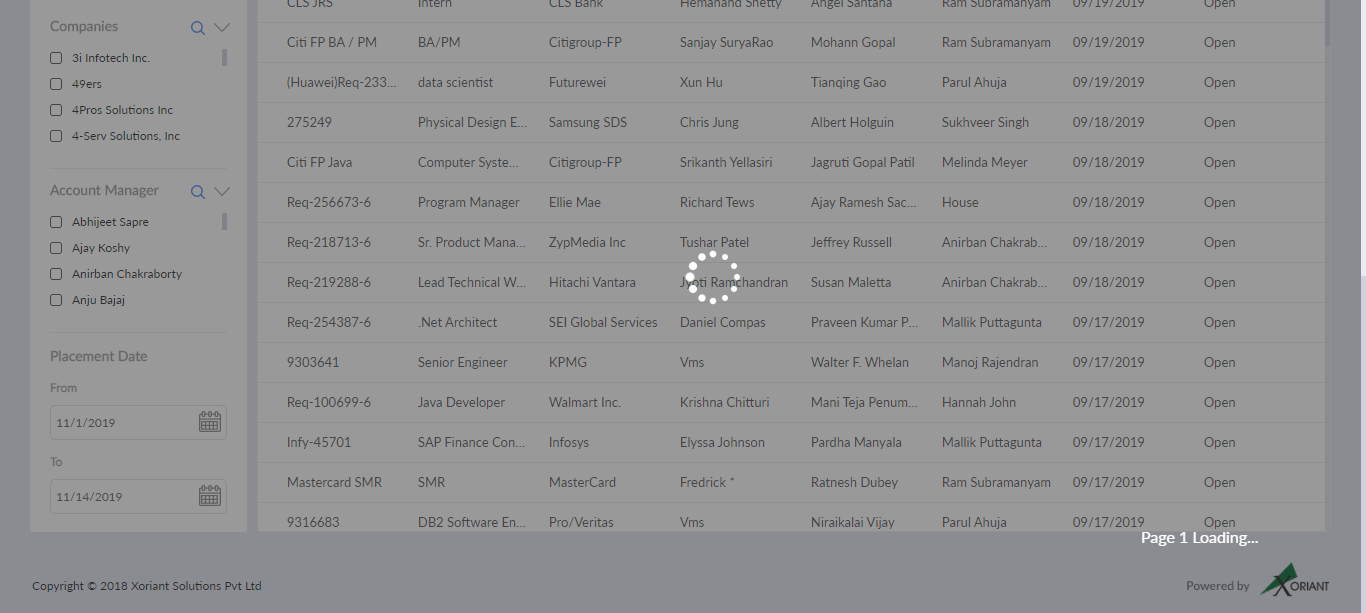 Companies
3i Infotech Inc.
49ers
4Pros Solutions Inc
4-Serv Solutions, Inc
Account Manager
Abhijeet Sapre
Ajay Koshy
Anirban Chakraborty
Anju Bajaj
Placement Date
From
11/1/2019
To
11/14/2019
CLS JRS Intern CLS Bank Hemanand Shetty Angel Santana Ram Subramanyam 09/19/2019 Open
Citi FP BA / PM BA/PM Citigroup-FP Sanjay SuryaRao Mohann Gopal Ram Subramanyam 09/19/2019 Open
(Huawei)Req-233... data scientist Futurewei Xun Hu Tianqing Gao Parul Ahuja 09/19/2019 Open
275249 Physical Design E... Samsung SDS Chris Jung Albert Holguin Sukhveer Singh 09/18/2019 Open
Citi FP Java Computer Syste... Citigroup-FP Srikanth Yellasiri Jagruti Gopal Patil Melinda Meyer 09/18/2019 Open
Req-256673-6 Program Manager Ellie Mae Richard Tews Ajay Ramesh Sac... House 09/18/2019 Open
Req-218713-6 Sr. Product Mana... ZypMedia Inc Tushar Patel Jeffrey Russell Anirban Chakrab... 09/18/2019 Open
Req-219288-6 Lead Technical W... Hitachi Vantara Jyoti Ramchandran Susan Maletta Anirban Chakrab... 09/18/2019 Open
Req-254387-6 .Net Architect SEI Global Services Daniel Compas Praveen Kumar P... Mallik Puttagunta 09/17/2019 Open
9303641 Senior Engineer KPMG Vms Walter F. Whelan Manoj Rajendran 09/17/2019 Open
Req-100699-6 Java Developer Walmart Inc. Krishna Chitturi Mani Teja Penum... Hannah John 09/17/2019 Open
Infy-45701 SAP Finance Con... Infosys Elyssa Johnson Pardha Manyala Mallik Puttagunta 09/17/2019 Open
Mastercard SMR SMR MasterCard Fredrick * Ratnesh Dubey Ram Subramanyam 09/17/2019 Open
9316683 DB2 Software En... Pro/Veritas Vms Niraikalai Vijay Parul Ahuja 09/17/2019 Open
Page 1 Loading...
Copyright © 2018 Xoriant Solutions Pvt Ltd
Powered by XORIANT